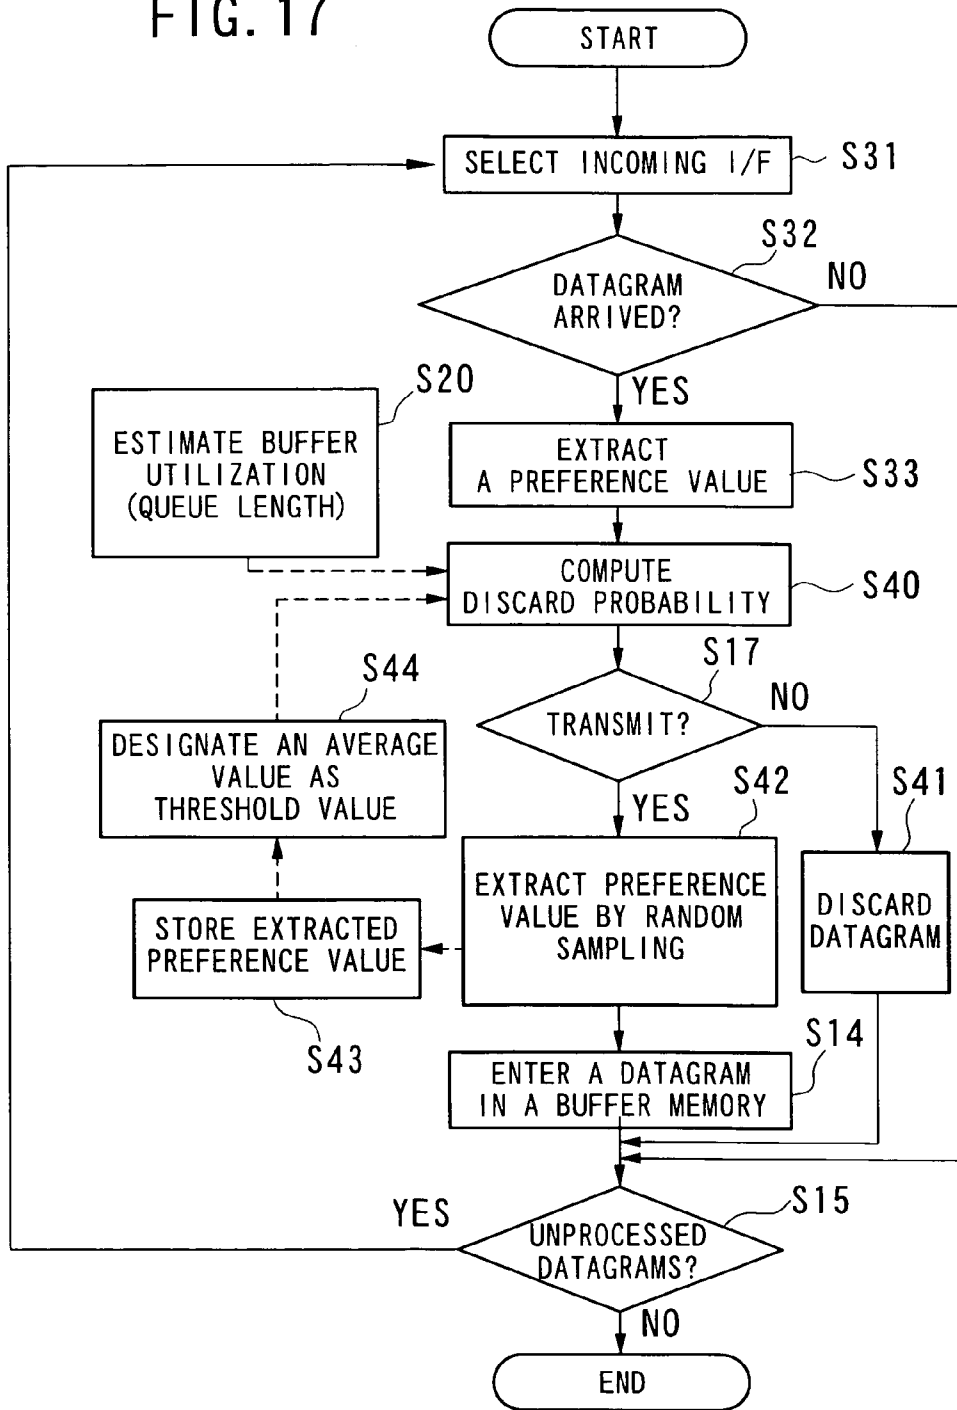 FIG. 17
START
SELECT INCOMING I/F
S31
S32
DATAGRAM
ARRIVED?
NO
YES
S20
ESTIMATE BUFFER
UTILIZATION
(QUEUE LENGTH)
EXTRACT
A PREFERENCE VALUE
S33
COMPUTE
DISCARD PROBABILITY
S40
S17
S44
TRANSMIT?
NO
DESIGNATE AN AVERAGE
VALUE AS
THRESHOLD VALUE
YES
S42
S41
EXTRACT PREFERENCE
VALUE BY RANDOM
SAMPLING
DISCARD
DATAGRAM
STORE EXTRACTED
PREFERENCE VALUE
S43
S14
ENTER A DATAGRAM
IN A BUFFER MEMORY
YES
S15
UNPROCESSED
DATAGRAMS?
NO
END